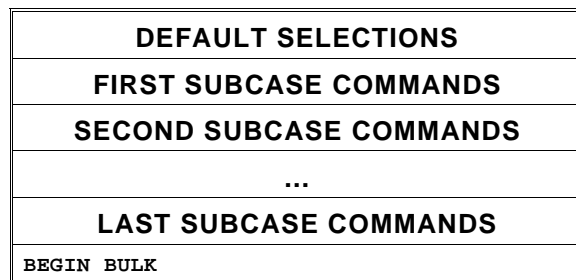 DEFAULT SELECTIONS
FIRST SUBCASE COMMANDS
SECOND SUBCASE COMMANDS
...
LAST SUBCASE COMMANDS
BEGIN BULK